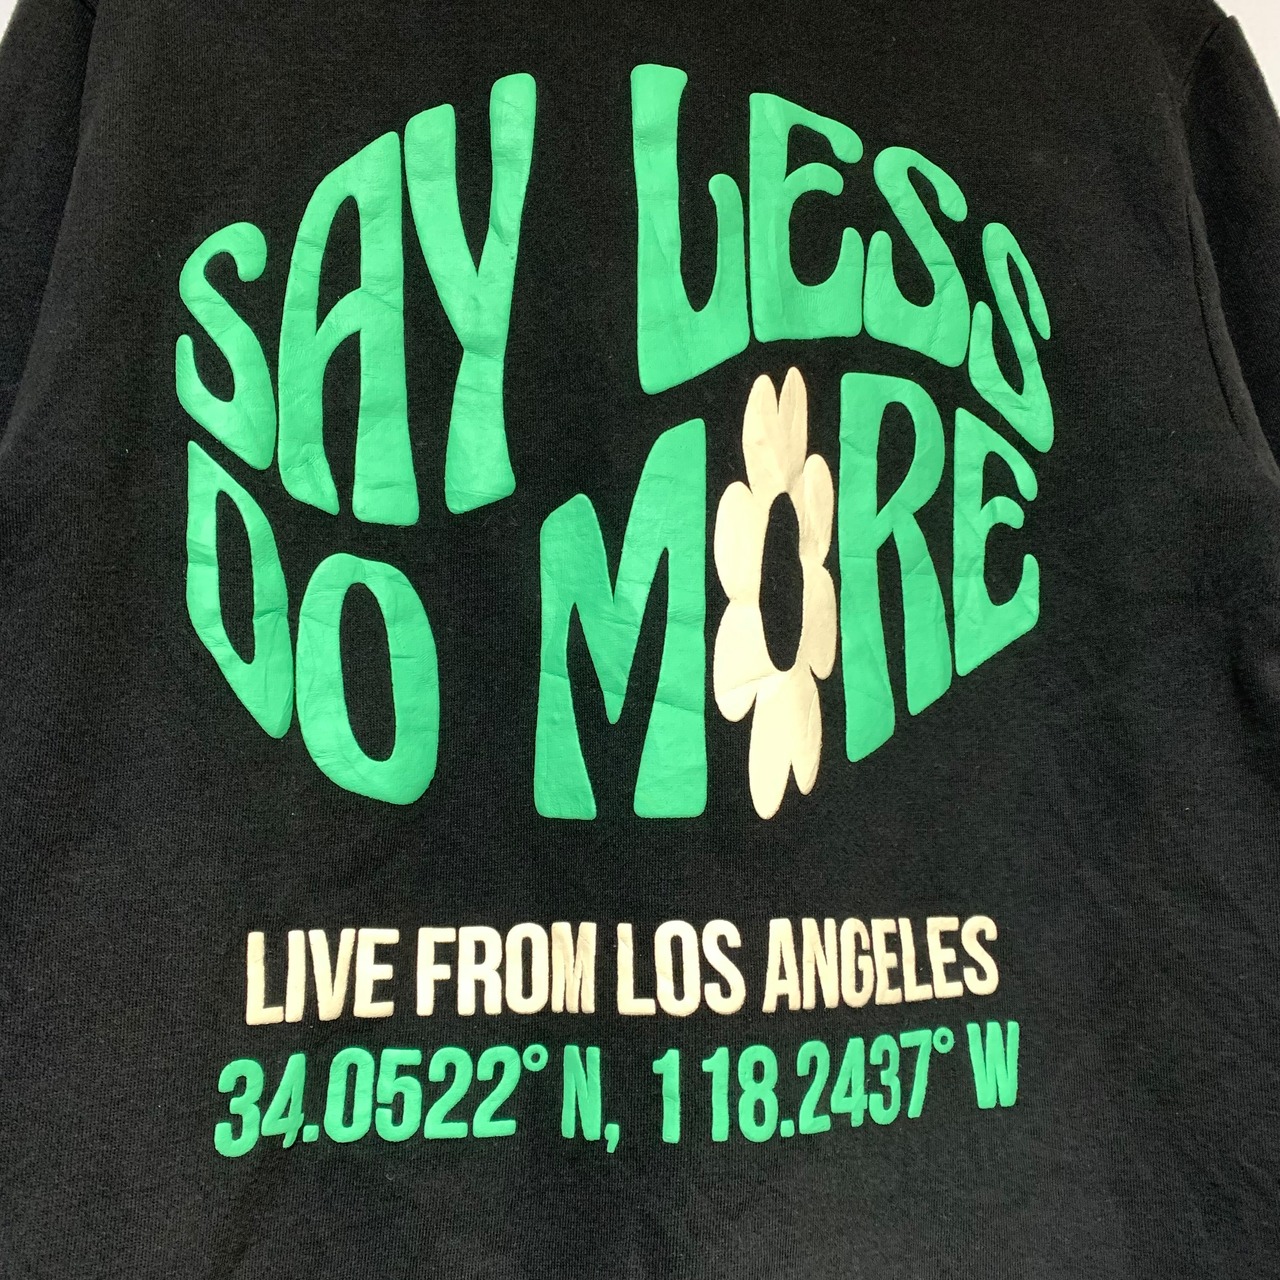 SAY LESS
DO MORE
LIVE FROM LOS ANGELES
34.0522° N, 118.2437° W